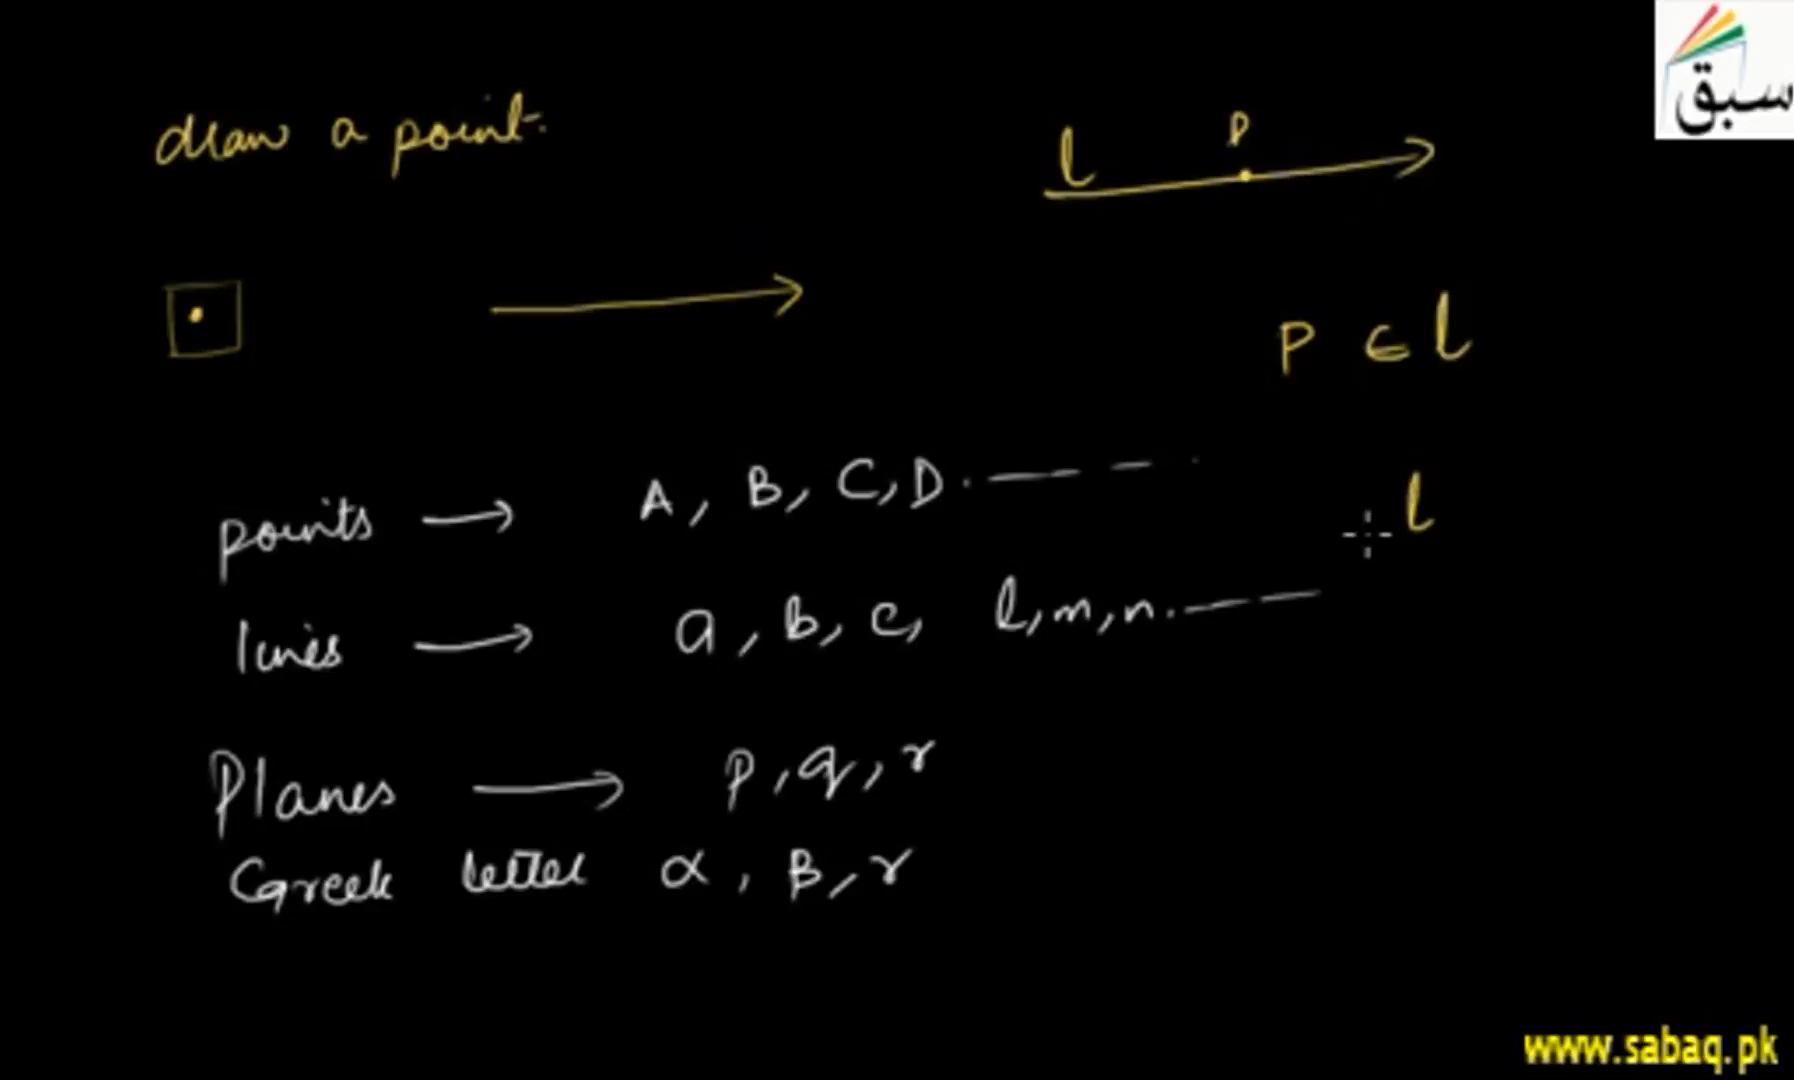 سبق
draw a point.
l P
P ∈ l
points → A, B, C, D. — — -
l
lines → a, b, c, l, m, n. — —
Planes → P, q, r
Greek letter α, β, γ
www.sabaq.pk